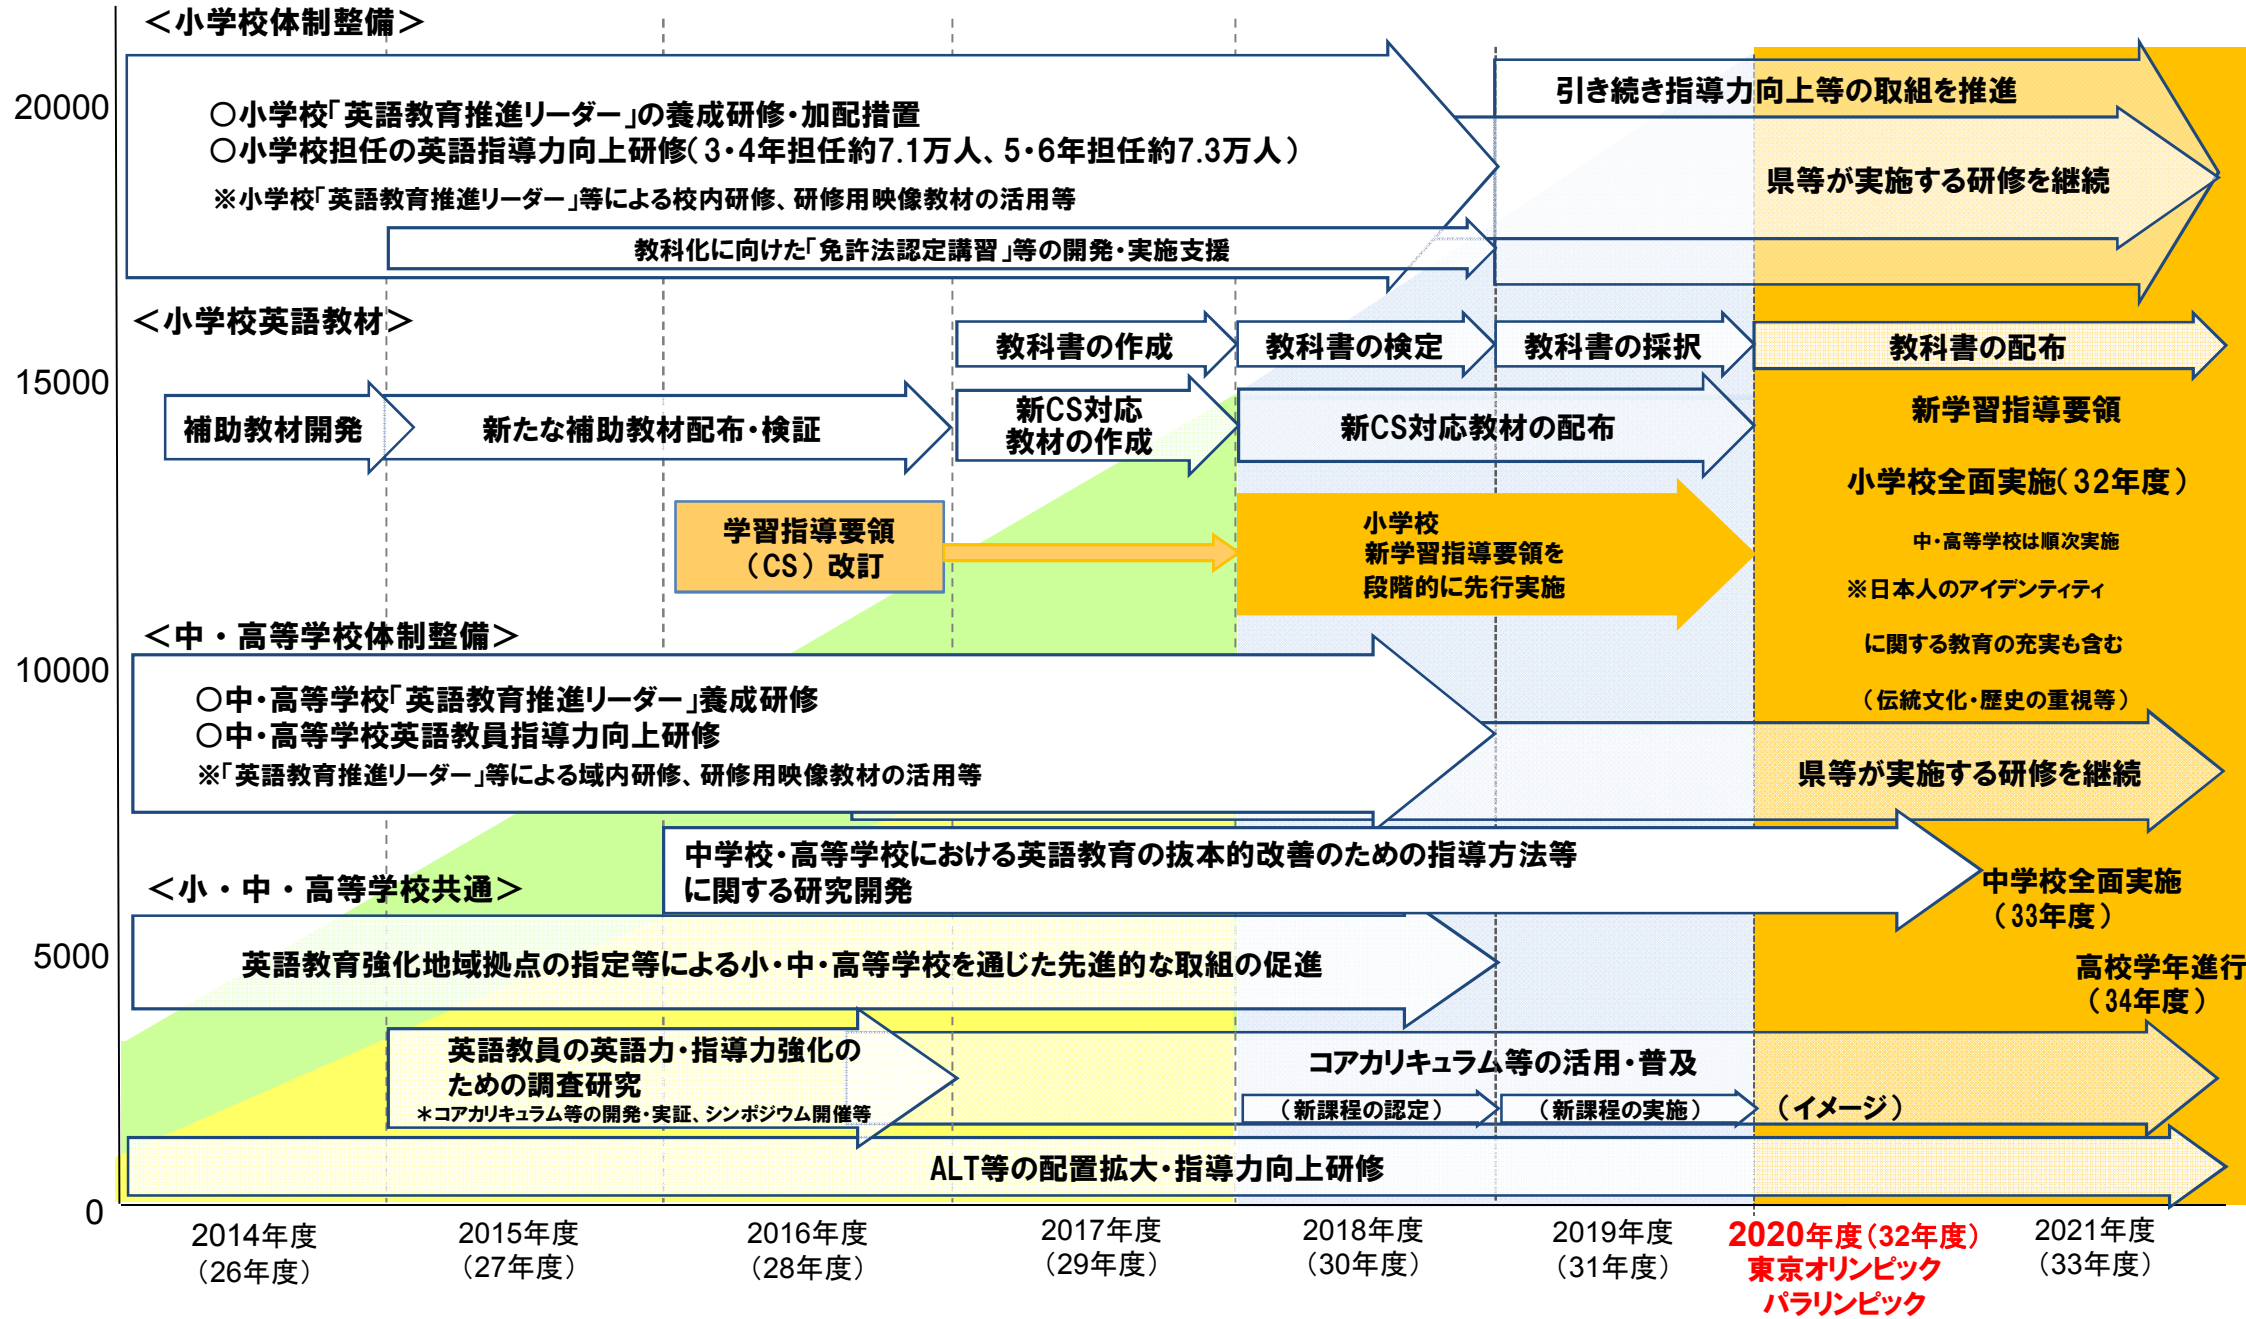 ＜小学校体制整備＞
20000
○小学校「英語教育推進リーダー」の養成研修・加配措置
○小学校担任の英語指導力向上研修（3・4年担任約7.1万人、5・6年担任約7.3万人）
※小学校「英語教育推進リーダー」等による校内研修、研修用映像教材の活用等
教科化に向けた「免許法認定講習」等の開発・実施支援
引き続き指導力向上等の取組を推進
県等が実施する研修を継続
＜小学校英語教材＞
15000
教科書の作成
教科書の検定
教科書の採択
教科書の配布
補助教材開発
新たな補助教材配布・検証
新CS対応
教材の作成
新CS対応教材の配布
学習指導要領
（CS）改訂
小学校
新学習指導要領を
段階的に先行実施
新学習指導要領
小学校全面実施（32年度）
中・高等学校は順次実施
※日本人のアイデンティティ
に関する教育の充実も含む
（伝統文化・歴史の重視等）
＜中・高等学校体制整備＞
10000
○中・高等学校「英語教育推進リーダー」養成研修
○中・高等学校英語教員指導力向上研修
※「英語教育推進リーダー」等による域内研修、研修用映像教材の活用等
県等が実施する研修を継続
中学校・高等学校における英語教育の抜本的改善のための指導方法等
に関する研究開発
中学校全面実施
（33年度）
＜小・中・高等学校共通＞
5000
英語教育強化地域拠点の指定等による小・中・高等学校を通じた先進的な取組の促進
高校学年進行
（34年度）
英語教員の英語力・指導力強化の
ための調査研究
＊コアカリキュラム等の開発・実証、シンポジウム開催等
コアカリキュラム等の活用・普及
（新課程の認定）
（新課程の実施）
（イメージ）
ALT等の配置拡大・指導力向上研修
0
2014年度
（26年度）
2015年度
（27年度）
2016年度
（28年度）
2017年度
（29年度）
2018年度
（30年度）
2019年度
（31年度）
2020年度（32年度）
東京オリンピック
パラリンピック
2021年度
（33年度）